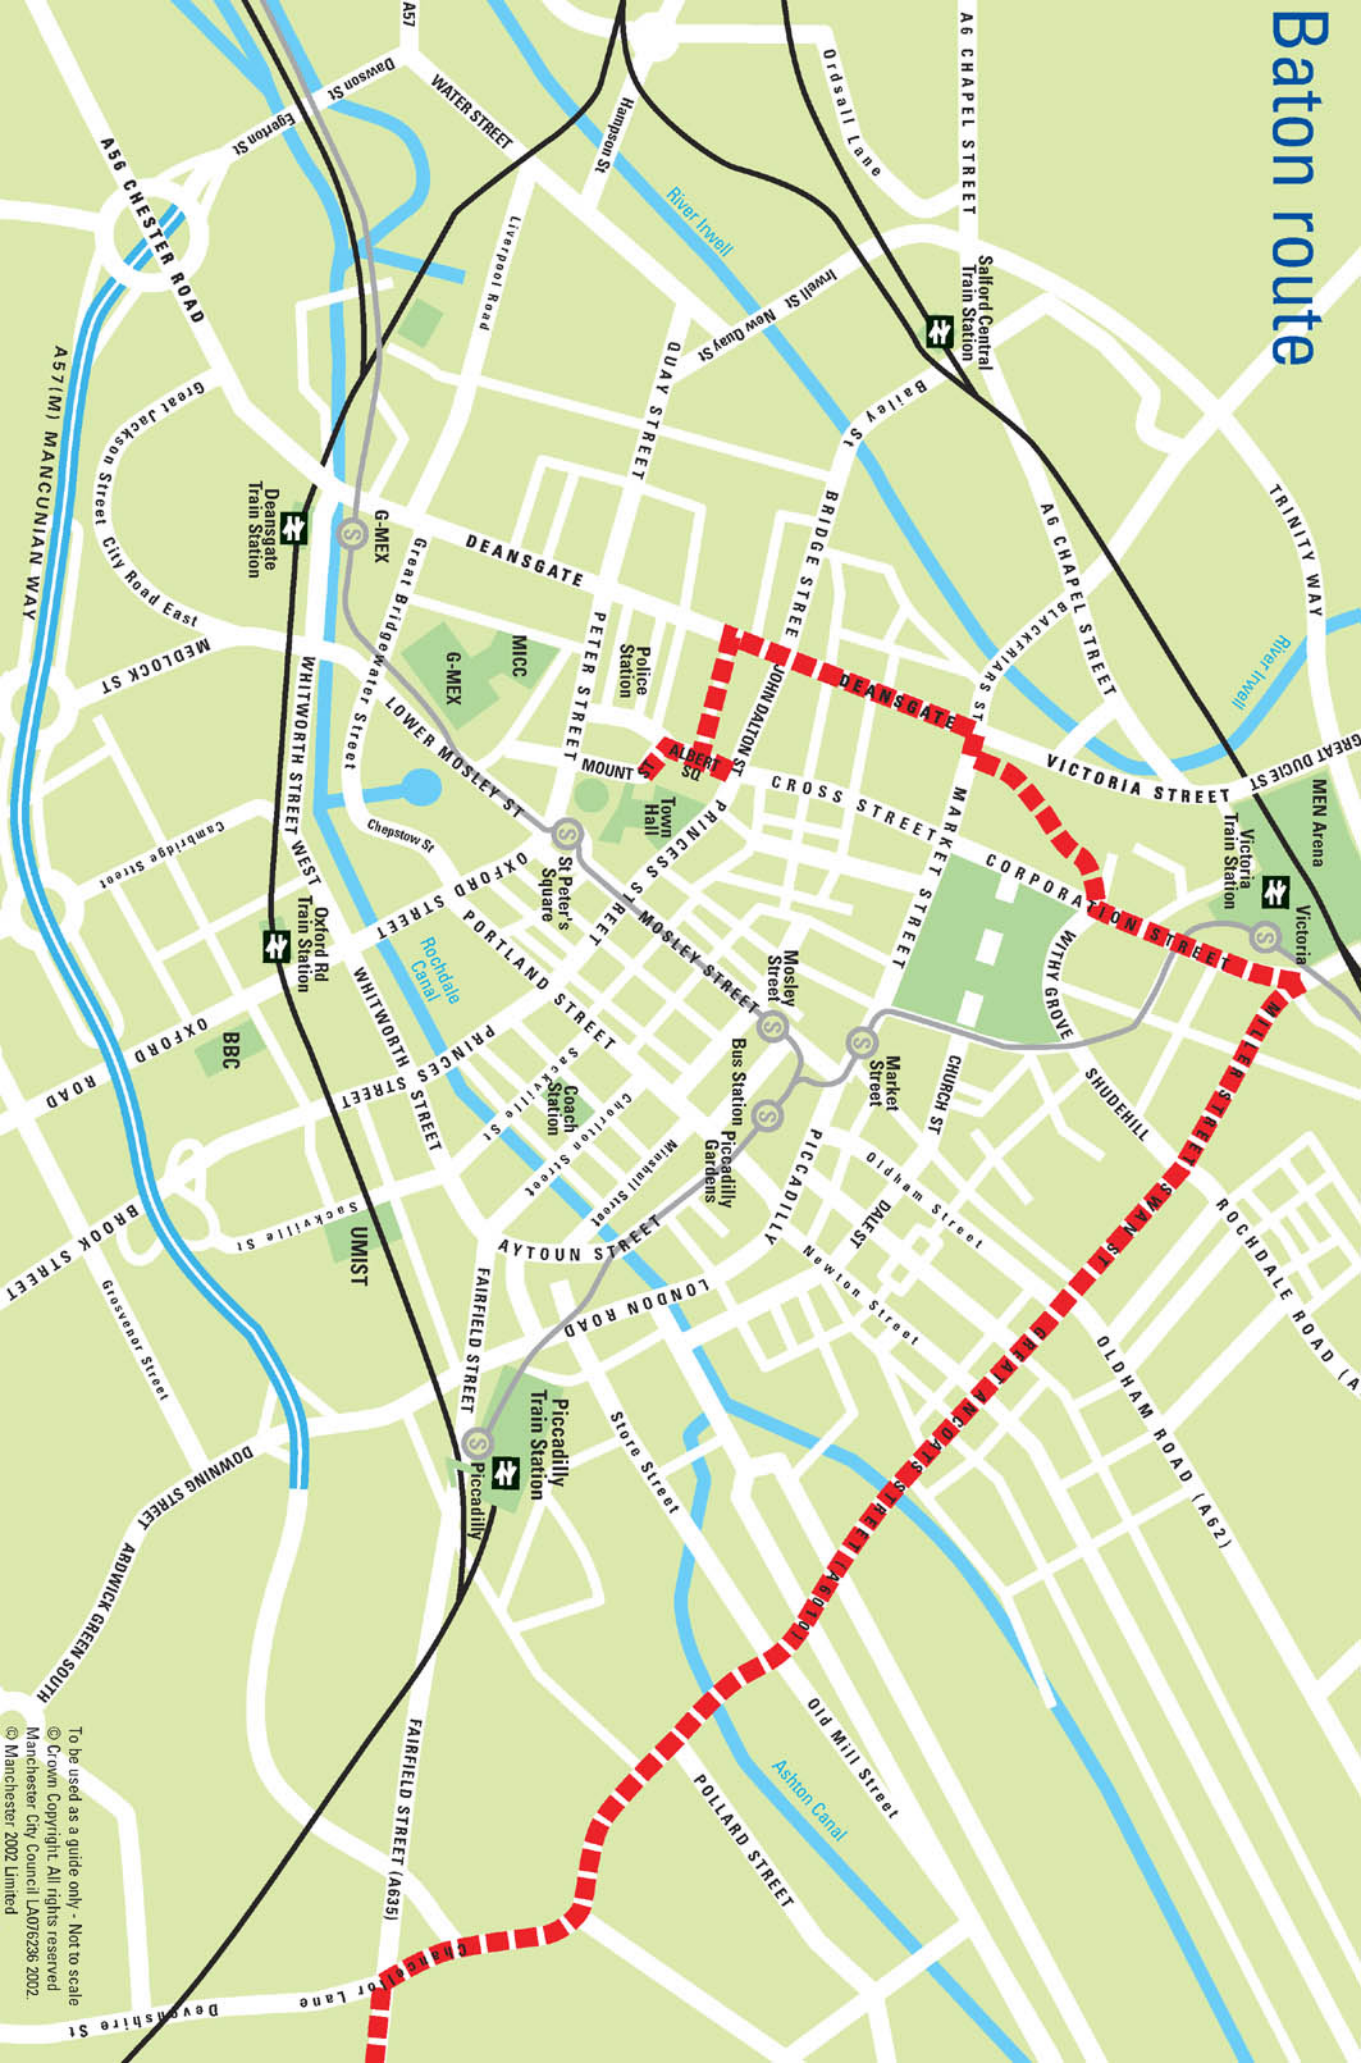 Baton route
A57
WATER STREET
Dawson St
Egerton St
A56 CHESTER ROAD
Hampson St
Ordsall Lane
A6 CHAPEL STREET
River Irwell
Irwell St
New Quay St
Salford Central
Train Station
Liverpool Road
QUAY STREET
Bailey St
TRINITY WAY
A57(M) MANCUNIAN WAY
Great Jackson Street
City Road East
MEDLOCK ST
Deansgate
Train Station
G-MEX
DEANSGATE
Great Bridgewater Street
BRIDGE STREE
A6 CHAPEL STREET
BLACKFRIARS ST
River Irwell
GREAT DUCIE ST
MEN Arena
Victoria
Train Station
Victoria
VICTORIA STREET
DEANSGATE
JOHN DALTON ST
PETER STREET
Police
Station
MICC
G-MEX
LOWER MOSLEY ST
WHITWORTH STREET WEST
MOUNT ST
ALBERT
SQ
Town
Hall
CROSS STREET
MARKET STREET
CORPORATION STREET
PRINCESS ST
REET
Chepstow St
Cambridge Street
OXFORD STREET
St Peter's
Square
MOSLEY STREET
Mosley
Street
PORTLAND STREET
Oxford Rd
Train Station
Rochdale
Canal
WHITWORTH STREET
PRINCES STREET
OXFORD ROAD
BBC
Sackville St
Coach
Station
Chorlton Street
Minshull Street
Bus Station
Piccadilly
Gardens
Market
Street
CHURCH ST
WITHY GROVE
SHUDEHILL
MILLER STREET
SWAN ST
ROCHDALE ROAD (A
PICCADILLY
Oldham Street
DALE ST
Newton Street
AYTOUN STREET
LONDON ROAD
FAIRFIELD STREET
Sackville St
UMIST
BROOK STREET
Grosvenor Street
GREAT ANCOATS STREET (A6010)
OLDHAM ROAD (A62)
Piccadilly
Train Station
Piccadilly
Store Street
DOWNING STREET
ARDWICK GREEN SOUTH
Old Mill Street
Ashton Canal
POLLARD STREET
FAIRFIELD STREET (A635)
Chancellor Lane
Devonshire St
To be used as a guide only - Not to scale
© Crown Copyright. All rights reserved
Manchester City Council LA076236 2002.
© Manchester 2002 Limited